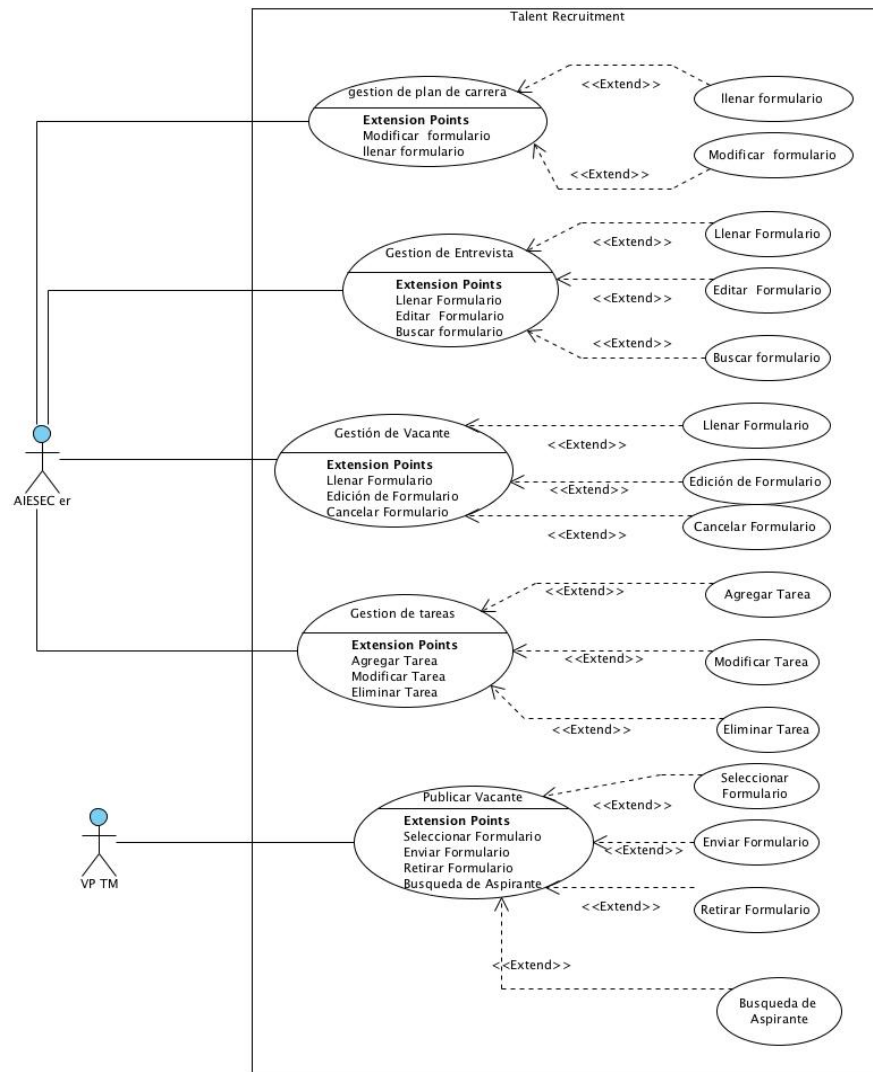 Talent Recruitment
gestion de plan de carrera
Extension Points
Modificar formulario
llenar formulario
<<Extend>>
llenar formulario
<<Extend>>
Modificar formulario
Gestion de Entrevista
Extension Points
Llenar Formulario
Editar Formulario
Buscar formulario
<<Extend>>
Llenar Formulario
<<Extend>>
Editar Formulario
<<Extend>>
Buscar formulario
AIESEC er
Gestión de Vacante
Extension Points
Llenar Formulario
Edición de Formulario
Cancelar Formulario
<<Extend>>
Llenar Formulario
<<Extend>>
Edición de Formulario
<<Extend>>
Cancelar Formulario
Gestion de tareas
Extension Points
Agregar Tarea
Modificar Tarea
Eliminar Tarea
<<Extend>>
Agregar Tarea
<<Extend>>
Modificar Tarea
<<Extend>>
Eliminar Tarea
VP TM
Publicar Vacante
Extension Points
Seleccionar Formulario
Enviar Formulario
Retirar Formulario
Busqueda de Aspirante
<<Extend>>
Seleccionar
Formulario
<<Extend>>
Enviar Formulario
<<Extend>>
Retirar Formulario
<<Extend>>
Busqueda de
Aspirante